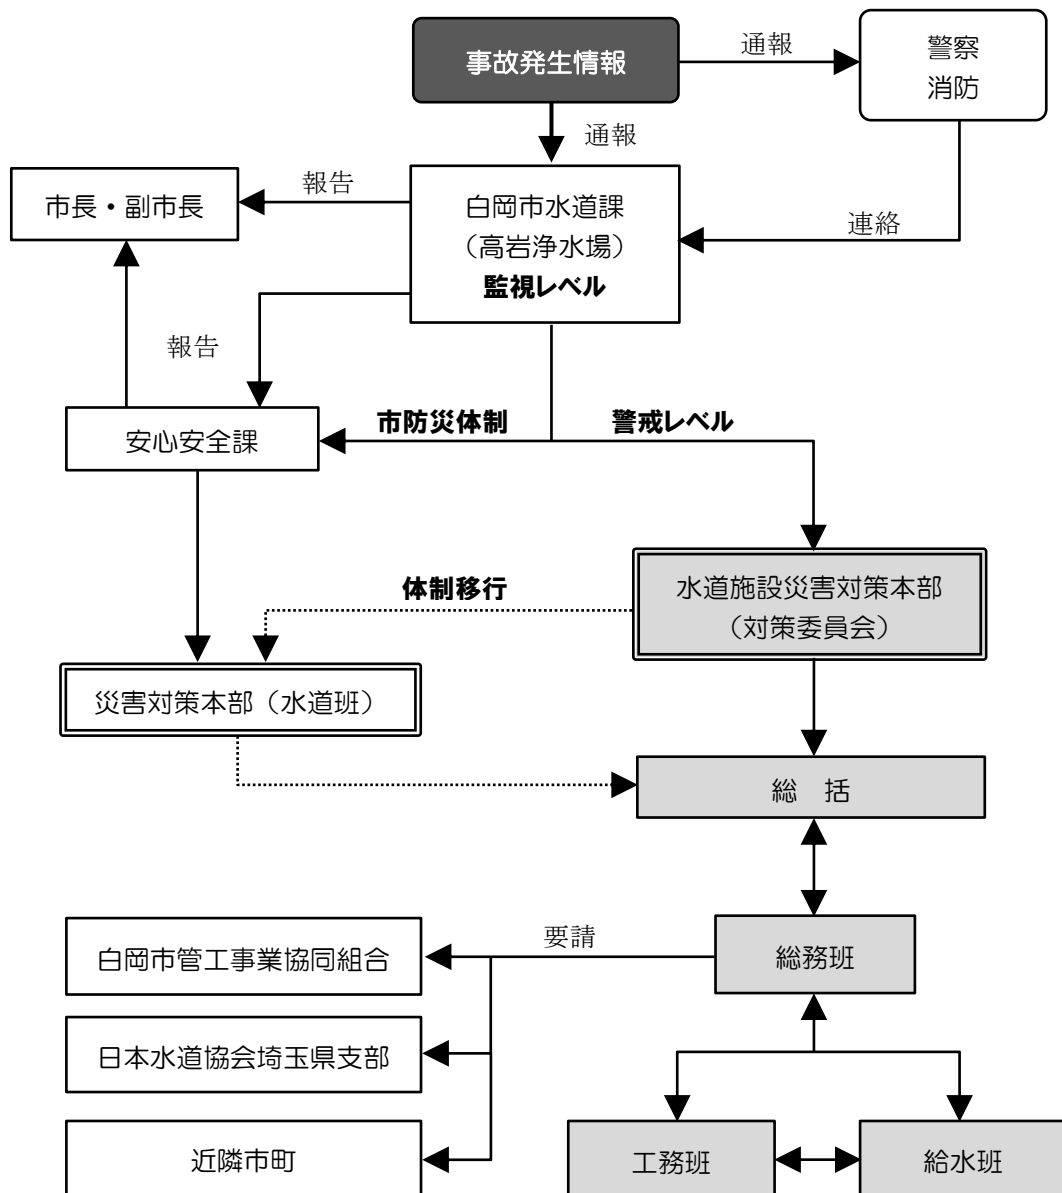 事故発生情報
通報
警察
消防
通報
市長・副市長
報告
白岡市水道課
（高岩浄水場）
監視レベル
連絡
報告
安心安全課
市防災体制
警戒レベル
体制移行
水道施設災害対策本部
（対策委員会）
災害対策本部（水道班）
総　括
白岡市管工事業協同組合
要請
総務班
日本水道協会埼玉県支部
近隣市町
工務班
給水班